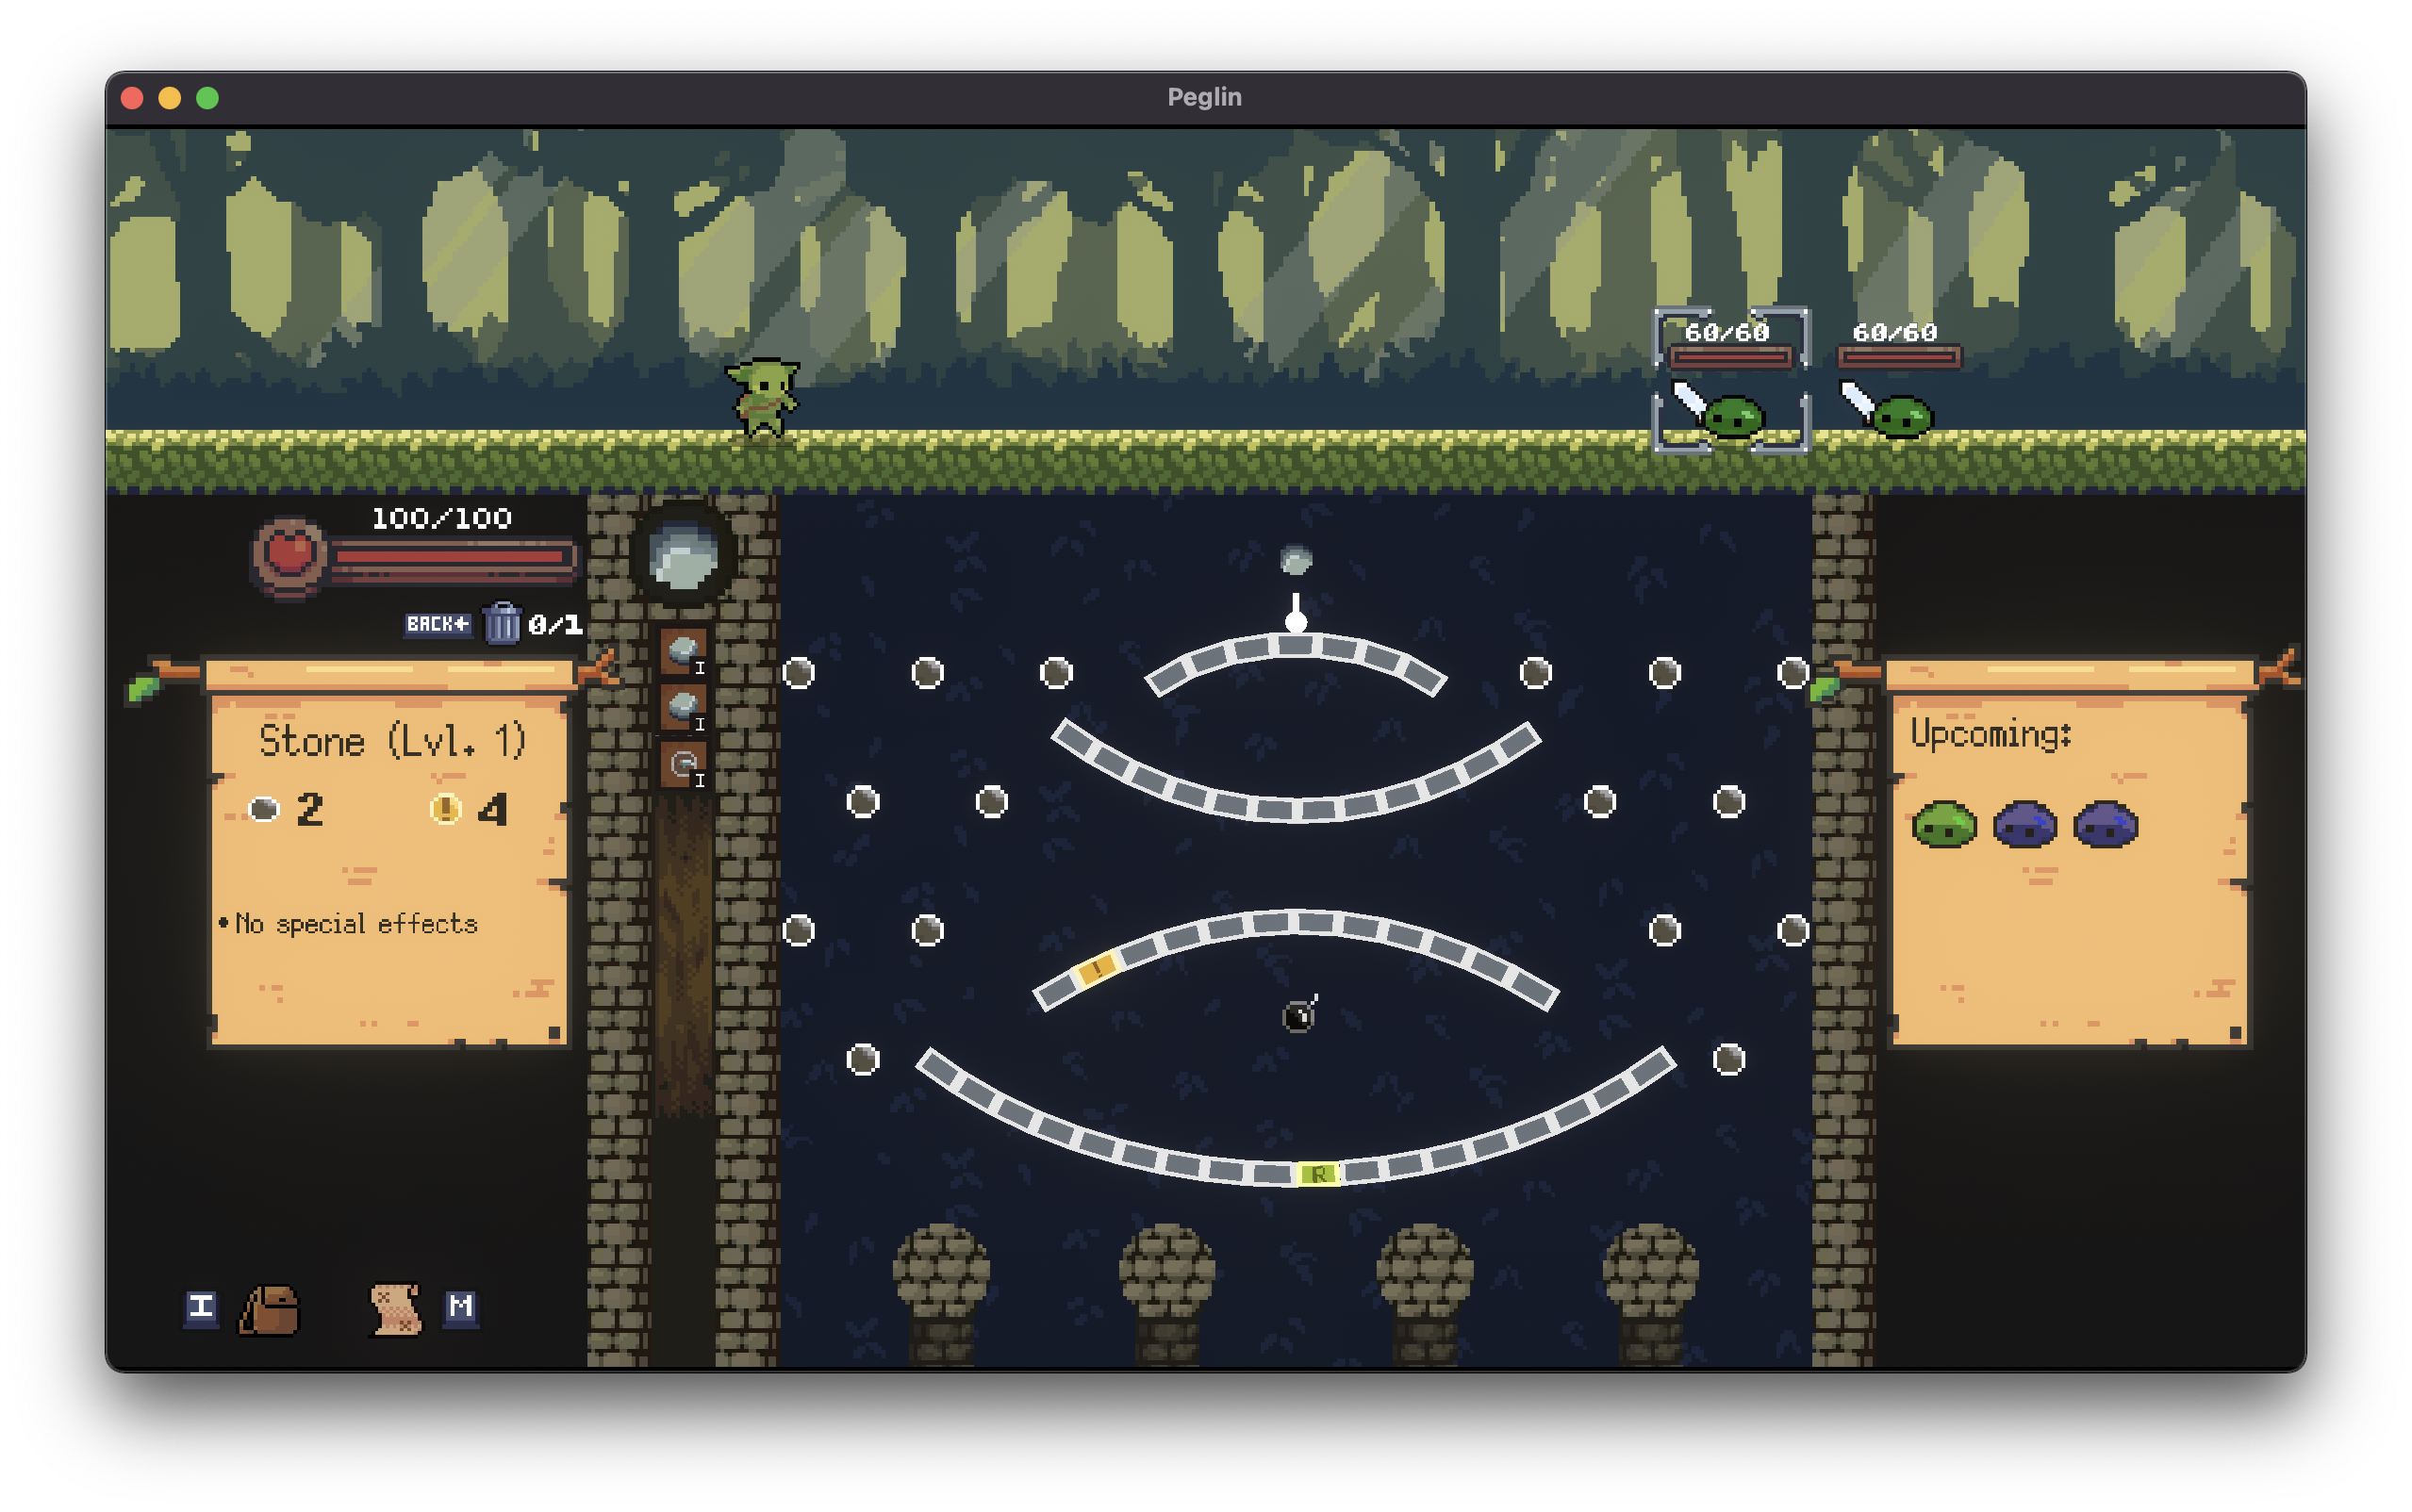 Peglin
60/60 60/60
100/100
BACK 0/1
I
I
I
Stone (Lvl. 1)
2 ! 4
•No special effects
Upcoming:
!
R
I M